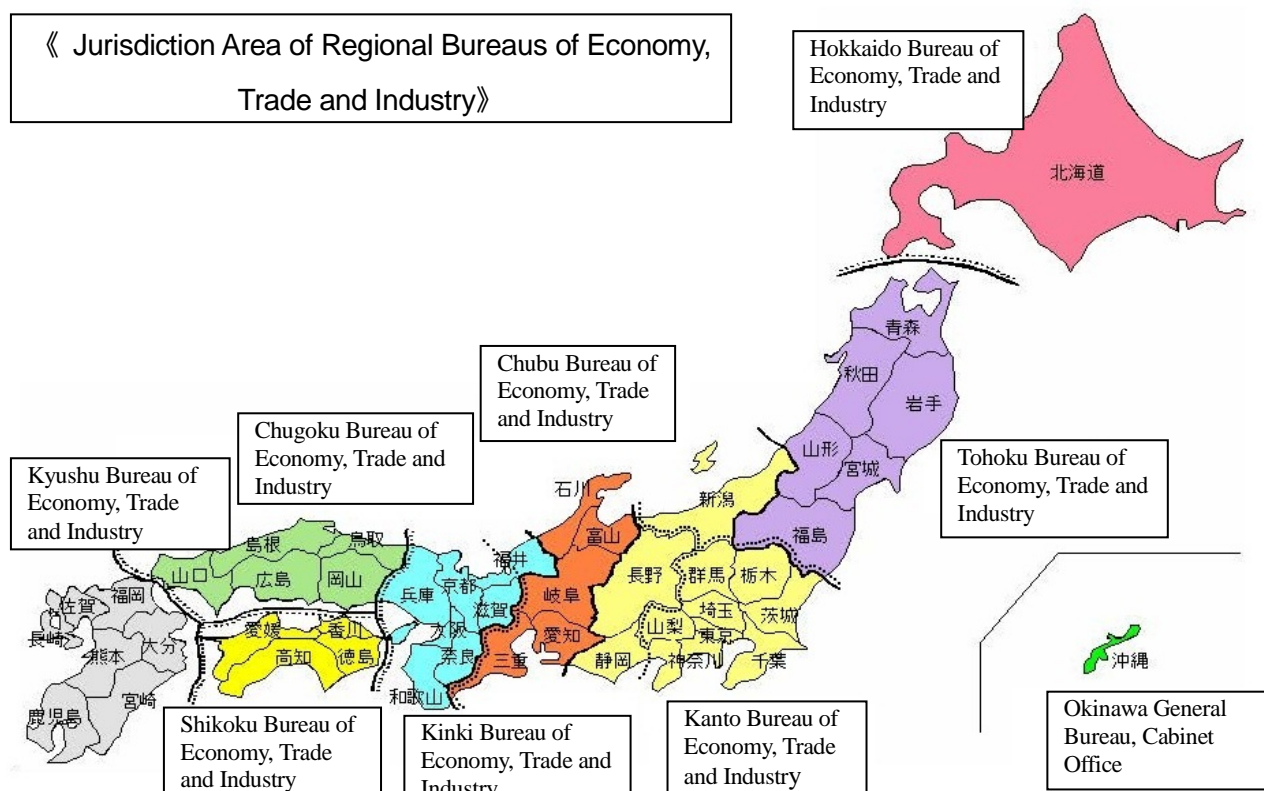 《 Jurisdiction Area of Regional Bureaus of Economy,
Trade and Industry》
Hokkaido Bureau of
Economy, Trade and
Industry
北海道
青森
秋田
岩手
山形
宮城
福島
Tohoku Bureau of
Economy, Trade and
Industry
Chubu Bureau of
Economy, Trade
and Industry
Chugoku Bureau of
Economy, Trade and
Industry
Kyushu Bureau of
Economy, Trade
and Industry
石川
富山
岐阜
愛知
三重
新潟
長野
群馬
栃木
埼玉
茨城
山梨
東京
静岡
神奈川
千葉
島根
鳥取
山口
広島
岡山
兵庫
京都
福井
滋賀
大阪
奈良
和歌山
愛媛
香川
高知
徳島
佐賀
福岡
長崎
熊本
大分
宮崎
鹿児島
沖縄
Shikoku Bureau of
Economy, Trade
and Industry
Kinki Bureau of
Economy, Trade and
Industry
Kanto Bureau of
Economy, Trade
and Industry
Okinawa General
Bureau, Cabinet
Office